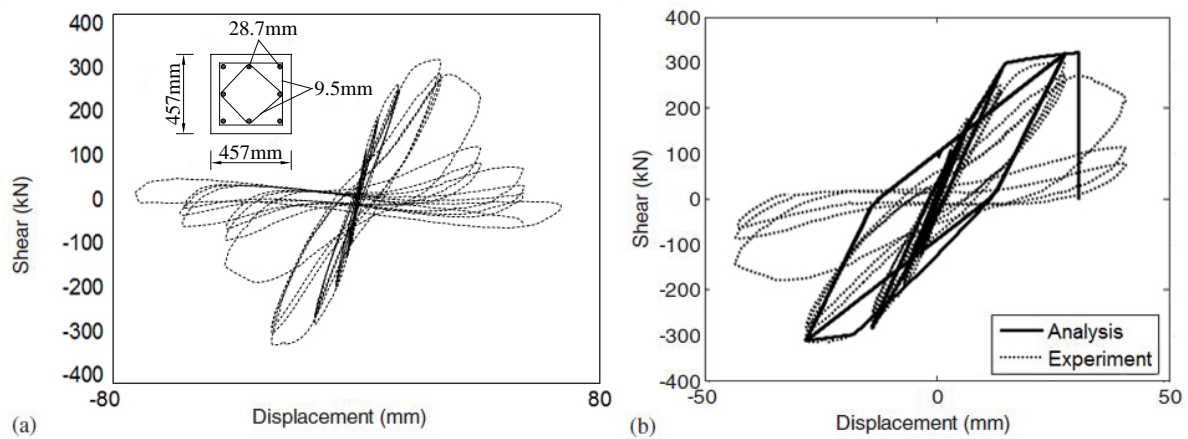 400
300
200
100
0
-100
-200
-300
-400
Shear (kN)
-80
0
80
Displacement (mm)
28.7mm
9.5mm
457mm
457mm
(a)
400
300
200
100
0
-100
-200
-300
-400
Shear (kN)
-50
0
50
Displacement (mm)
Analysis
Experiment
(b)